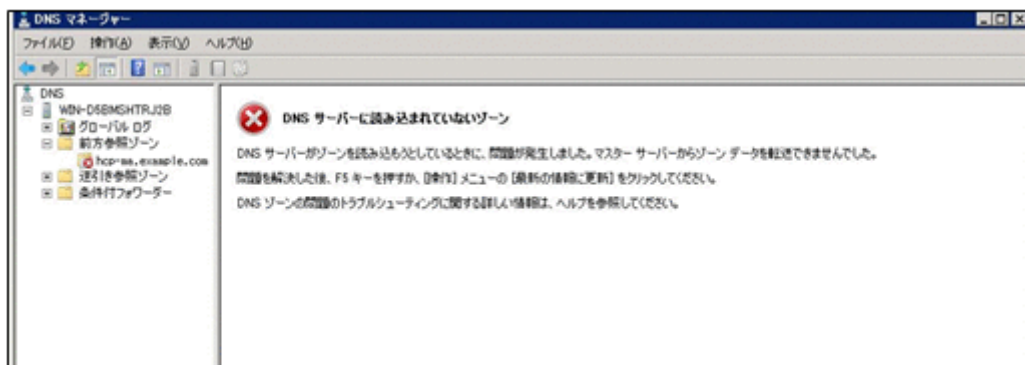 DNS マネージャー
ファイル(F) 操作(A) 表示(V) ヘルプ(H)
DNS
WIN-D5BMSHTRJ2B
グローバル ログ
前方参照ゾーン
hcp-ma.example.com
逆引き参照ゾーン
条件付フォワーダー
DNS サーバーに読み込まれていないゾーン
DNS サーバーがゾーンを読み込もうとしているときに、問題が発生しました。マスター サーバーからゾーン データを転送できませんでした。
問題を解決した後、F5 キーを押すか、[操作] メニューの [最新の情報に更新] をクリックしてください。
DNS ゾーンの問題のトラブルシューティングに関する詳しい情報は、ヘルプを参照してください。